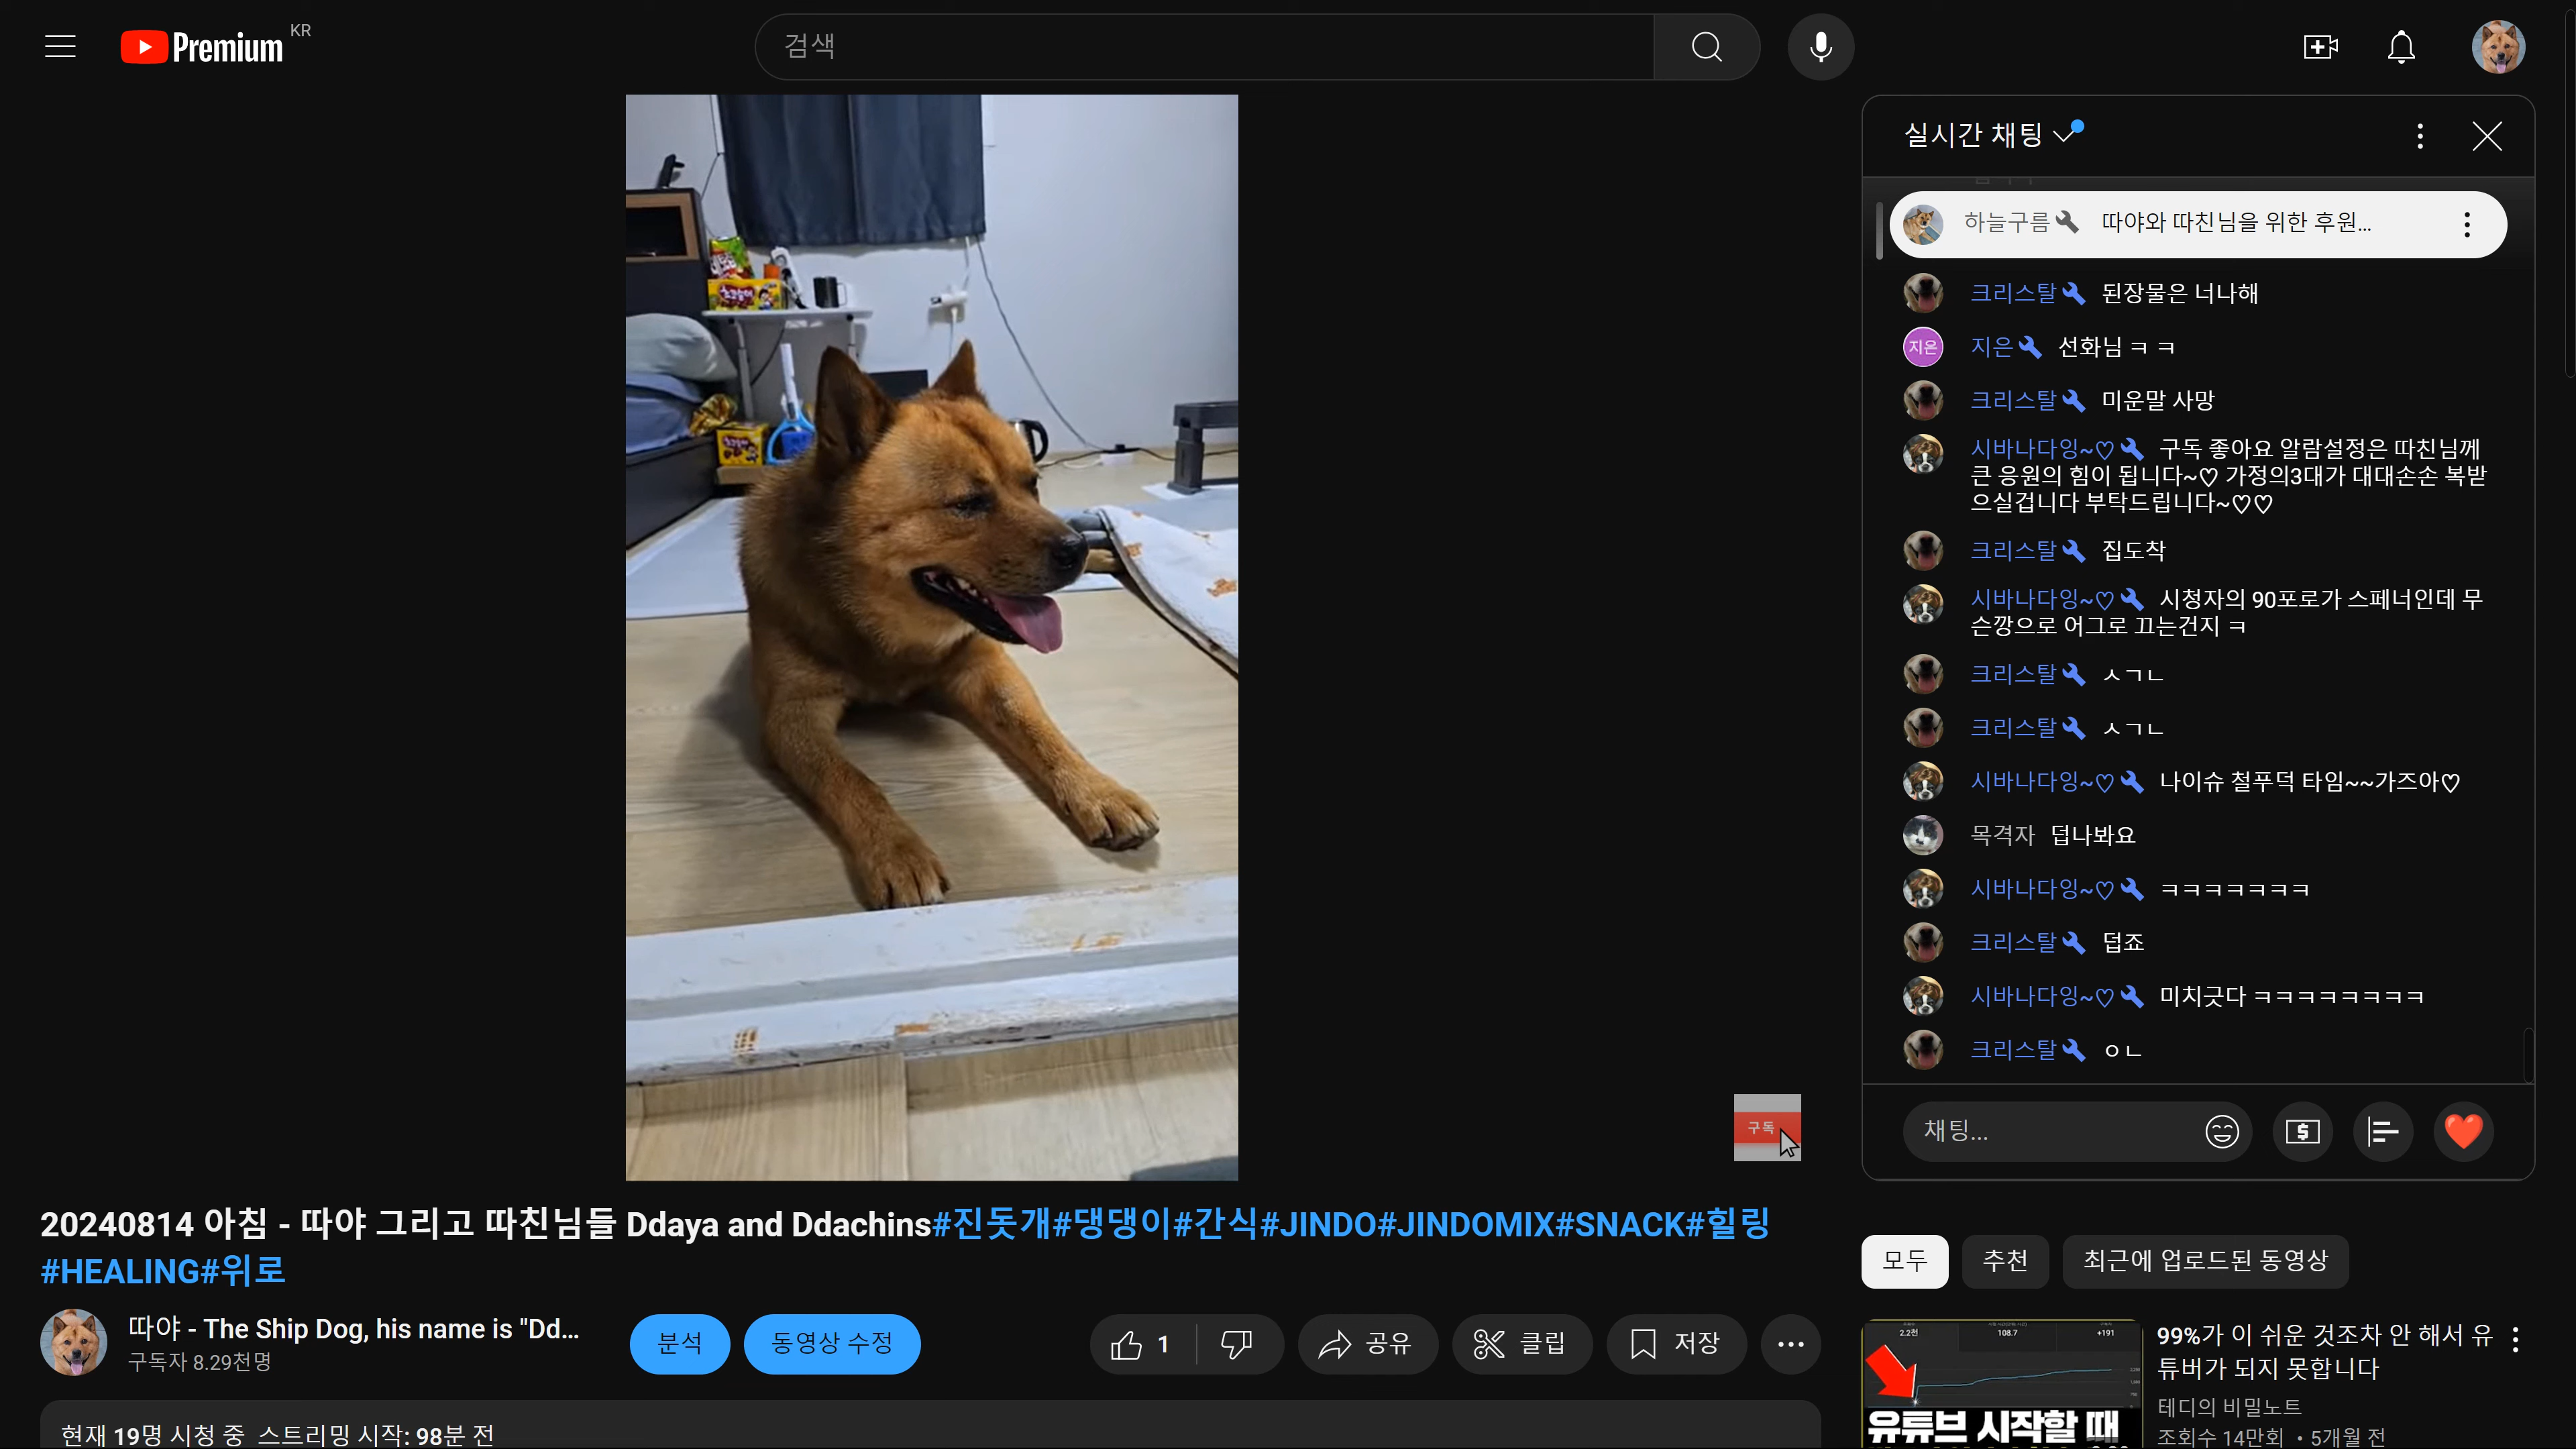 Premium KR
검색
실시간 채팅
하늘구름 따야와 따친님을 위한 후원...
크리스탈 된장물은 너나해
지은 지은 선화님 ㅋ ㅋ
크리스탈 미운말 사망
시바나다잉~♡ 구독 좋아요 알람설정은 따친님께
큰 응원의 힘이 됩니다~♡ 가정의3대가 대대손손 복받
으실겁니다 부탁드립니다~♡♡
크리스탈 집도착
시바나다잉~♡ 시청자의 90포로가 스페너인데 무
슨깡으로 어그로 끄는건지 ㅋ
크리스탈 ㅅㄱㄴ
크리스탈 ㅅㄱㄴ
시바나다잉~♡ 나이슈 철푸덕 타임~~가즈아♡
목격자 덥나봐요
시바나다잉~♡ ㅋㅋㅋㅋㅋㅋㅋ
크리스탈 덥죠
시바나다잉~♡ 미치긋다 ㅋㅋㅋㅋㅋㅋㅋㅋ
크리스탈 ㅇㄴ
채팅...
구독
20240814 아침 - 따야 그리고 따친님들 Ddaya and Ddachins#진돗개#댕댕이#간식#JINDO#JINDOMIX#SNACK#힐링
#HEALING#위로
따야 - The Ship Dog, his name is "Dd...
구독자 8.29천명
분석
동영상 수정
1
공유
클립
저장
현재 19명 시청 중 스트리밍 시작: 98분 전
모두
추천
최근에 업로드된 동영상
2.2천 108.7 +191
유튜브 시작할 때
99%가 이 쉬운 것조차 안 해서 유
튜버가 되지 못합니다
테디의 비밀노트
조회수 14만회 • 5개월 전